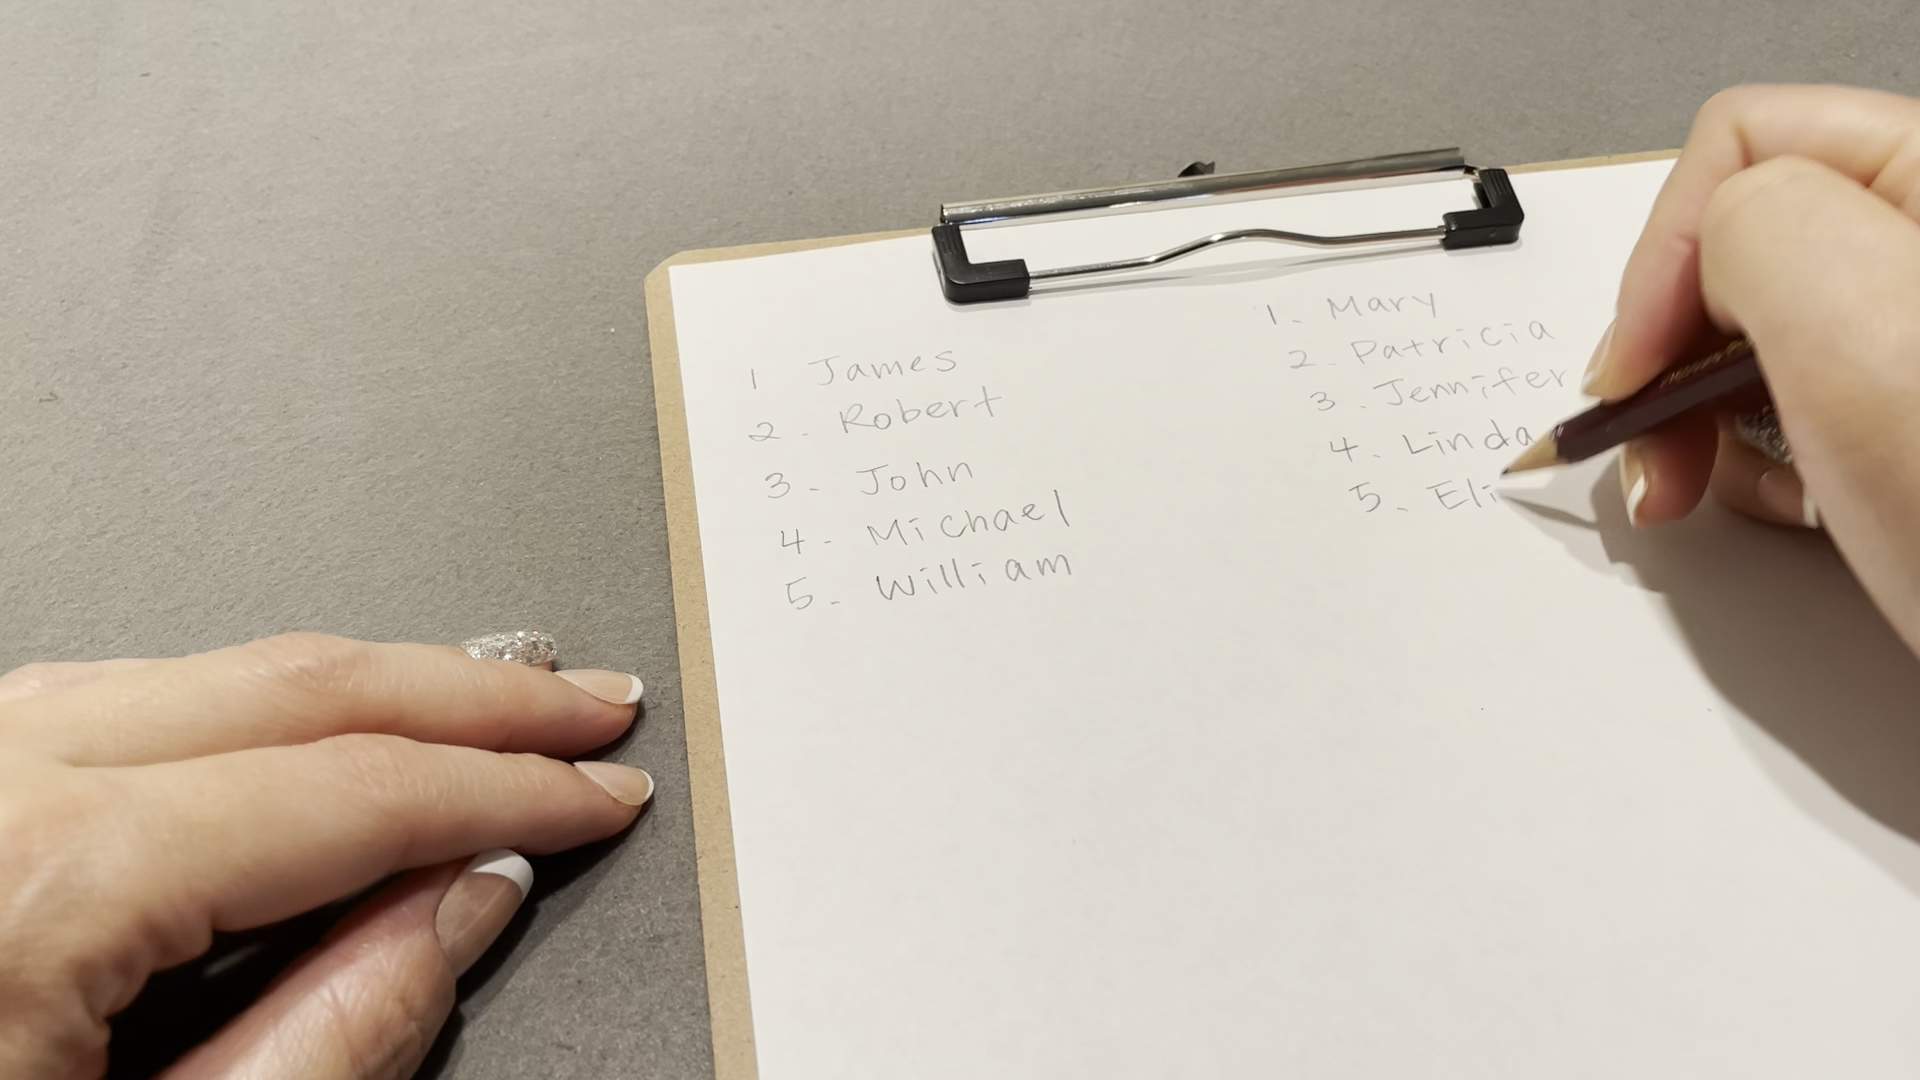 1 James
2. Robert
3. John
4. Michael
5. William
1. Mary
2. Patricia
3. Jennifer
4. Linda
5. Eli